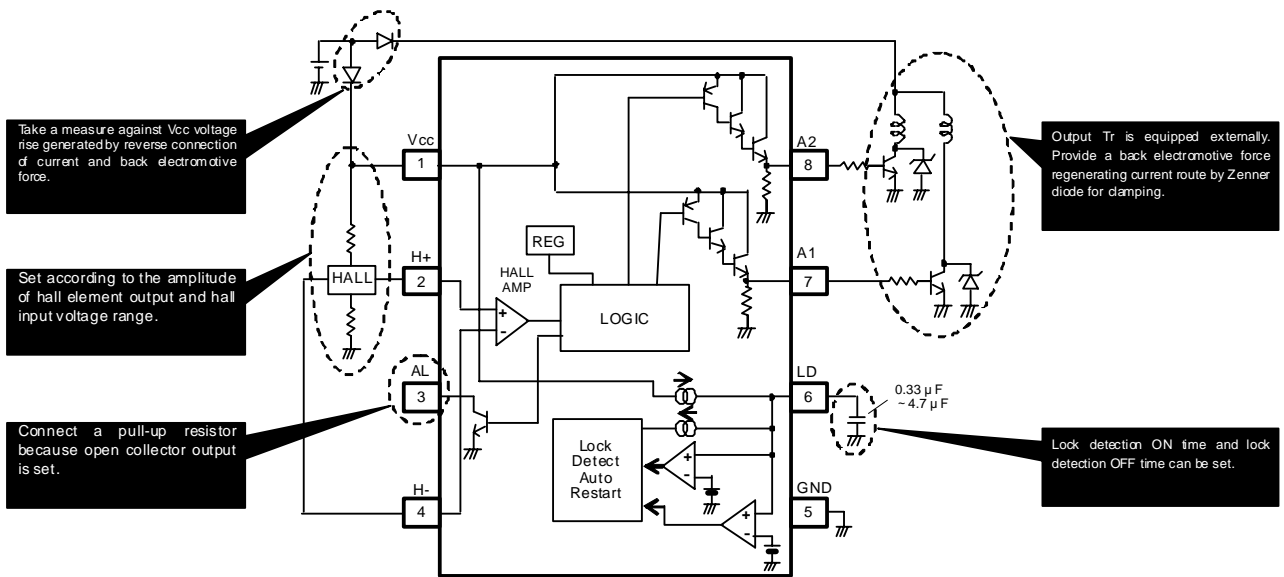 Take a measure against Vcc voltage
rise generated by reverse connection
of current and back electromotive
force.
Set according to the amplitude
of hall element output and hall
input voltage range.
Connect a pull-up resistor
because open collector output
is set.
Vcc
1
H+
2
AL
3
H-
4
HALL
REG
HALL
AMP
+
-
LOGIC
Lock
Detect
Auto
Restart
+
-
+
-
A2
8
A1
7
LD
6
GND
5
0.33 µF
~ 4.7 µF
Output Tr is equipped externally.
Provide a back electromotive force
regenerating current route by Zenner
diode for clamping.
Lock detection ON time and lock
detection OFF time can be set.